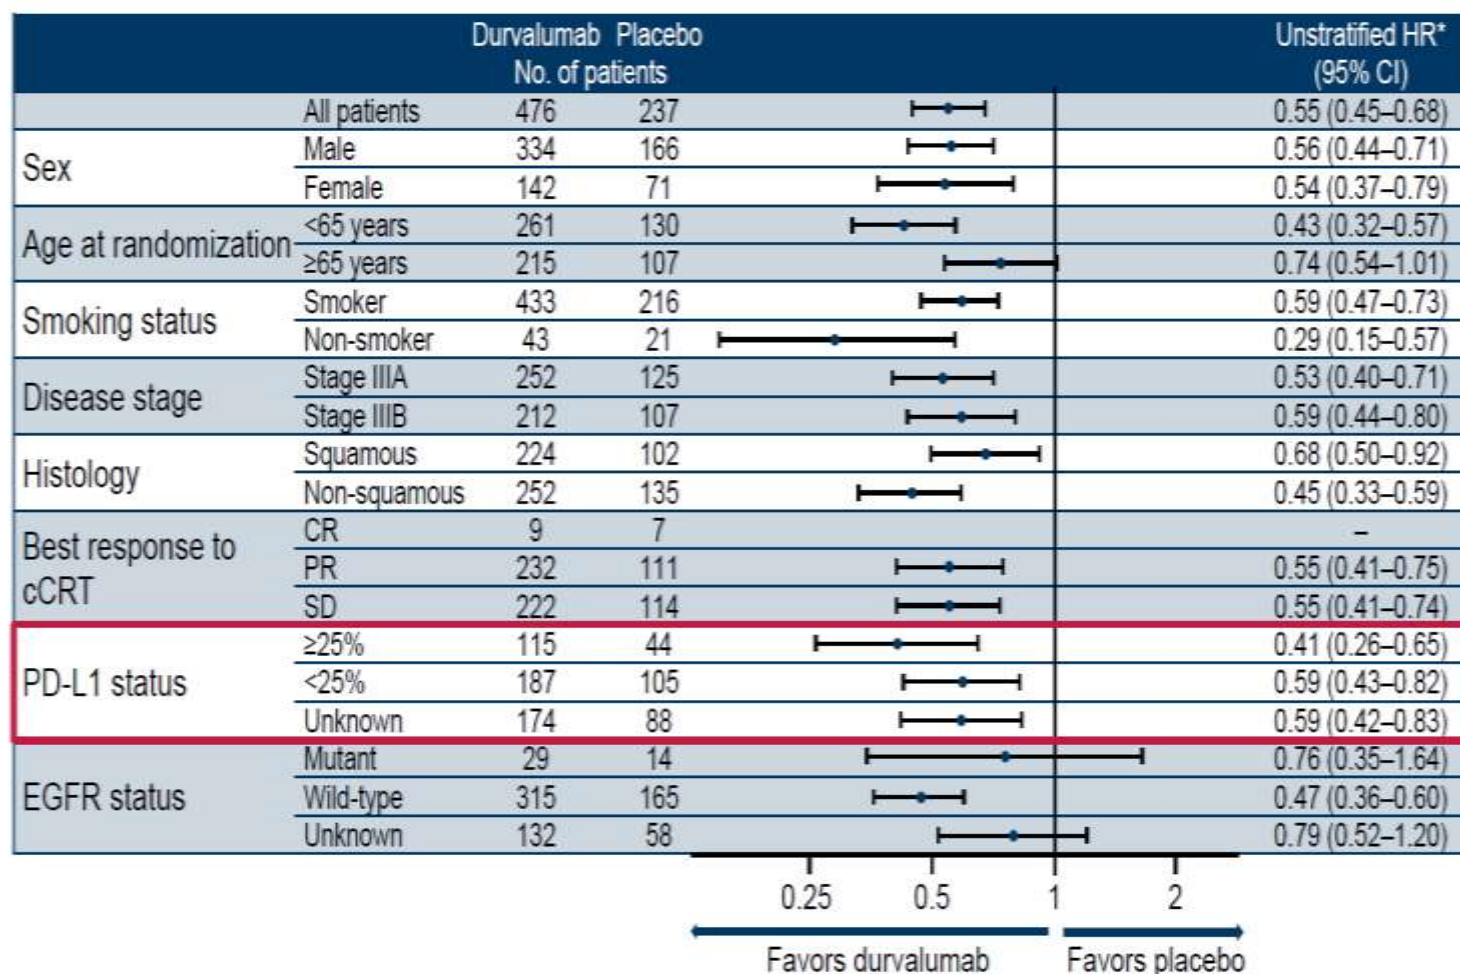 Durvalumab Placebo Unstratified HR*
No. of patients (95% CI)
All patients 476 237 0.55 (0.45–0.68)
Sex
Male 334 166 0.56 (0.44–0.71)
Female 142 71 0.54 (0.37–0.79)
Age at randomization
<65 years 261 130 0.43 (0.32–0.57)
≥65 years 215 107 0.74 (0.54–1.01)
Smoking status
Smoker 433 216 0.59 (0.47–0.73)
Non-smoker 43 21 0.29 (0.15–0.57)
Disease stage
Stage IIIA 252 125 0.53 (0.40–0.71)
Stage IIIB 212 107 0.59 (0.44–0.80)
Histology
Squamous 224 102 0.68 (0.50–0.92)
Non-squamous 252 135 0.45 (0.33–0.59)
Best response to
cCRT
CR 9 7 –
PR 232 111 0.55 (0.41–0.75)
SD 222 114 0.55 (0.41–0.74)
PD-L1 status
≥25% 115 44 0.41 (0.26–0.65)
<25% 187 105 0.59 (0.43–0.82)
Unknown 174 88 0.59 (0.42–0.83)
EGFR status
Mutant 29 14 0.76 (0.35–1.64)
Wild-type 315 165 0.47 (0.36–0.60)
Unknown 132 58 0.79 (0.52–1.20)
0.25 0.5 1 2
Favors durvalumab Favors placebo